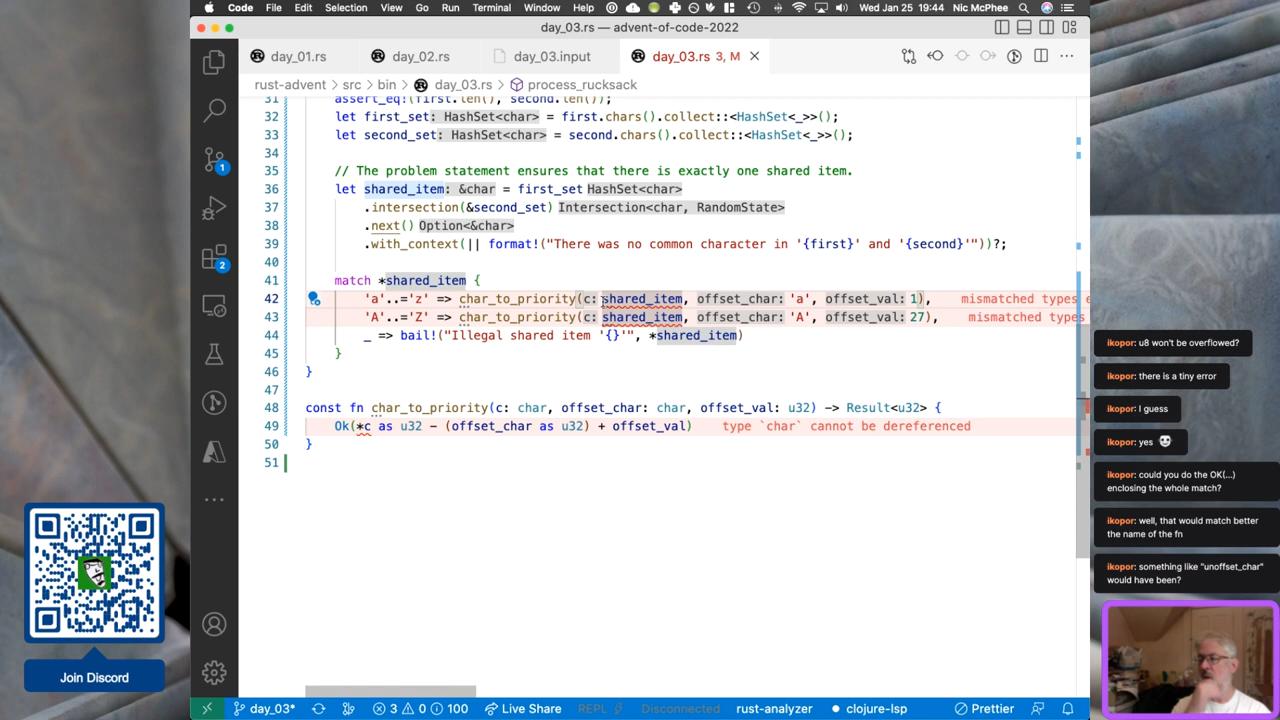 Code File Edit Selection View Go Run Terminal Window Help Wed Jan 25 19:44 Nic McPhee
day_03.rs — advent-of-code-2022
day_01.rs day_02.rs day_03.input day_03.rs 3, M
rust-advent > src > bin > day_03.rs > process_rucksack
31 assert_eq!(first.len(), second.len());
32 let first_set: HashSet<char> = first.chars().collect::<HashSet<_>>();
33 let second_set: HashSet<char> = second.chars().collect::<HashSet<_>>();
34
35 // The problem statement ensures that there is exactly one shared item.
36 let shared_item: &char = first_set HashSet<char>
37 .intersection(&second_set) Intersection<char, RandomState>
38 .next() Option<&char>
39 .with_context(|| format!("There was no common character in '{first}' and '{second}'"))?;
40
41 match *shared_item {
42 'a'..='z' => char_to_priority(c: shared_item, offset_char: 'a', offset_val: 1), mismatched types e
43 'A'..='Z' => char_to_priority(c: shared_item, offset_char: 'A', offset_val: 27), mismatched types
44 _ => bail!("Illegal shared item '{}'", *shared_item)
45 }
46 }
47
48 const fn char_to_priority(c: char, offset_char: char, offset_val: u32) -> Result<u32> {
49 Ok(*c as u32 - (offset_char as u32) + offset_val) type `char` cannot be dereferenced
50 }
51
1
2
ikopor: u8 won't be overflowed?
ikopor: there is a tiny error
ikopor: I guess
ikopor: yes
ikopor: could you do the OK(...)
enclosing the whole match?
ikopor: well, that would match better
the name of the fn
ikopor: something like "unoffset_char"
would have been?
Join Discord
day_03* 3 0 100 Live Share REPL Disconnected rust-analyzer clojure-lsp Prettier